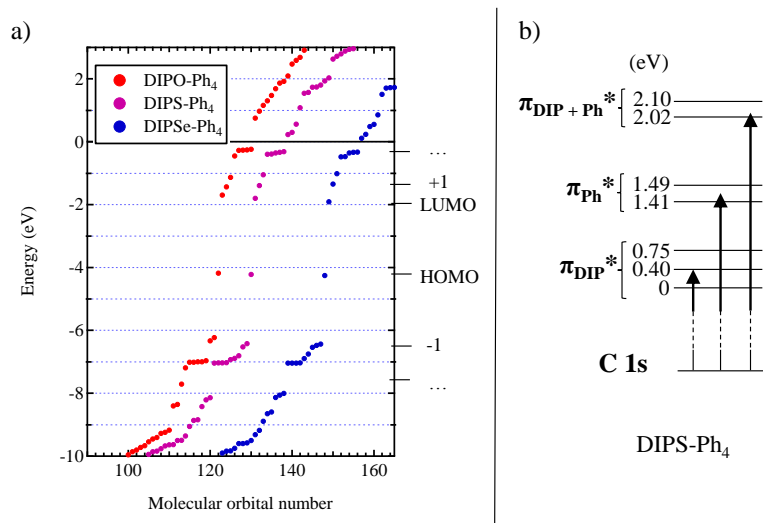 a)
DIPO-Ph4
DIPS-Ph4
DIPSe-Ph4
2
0
-2
-4
-6
-8
-10
Energy (eV)
100
120
140
160
Molecular orbital number
...
+1
LUMO
HOMO
-1
...
b)
(eV)
πDIP + Ph*
2.10
2.02
πPh*
1.49
1.41
πDIP*
0.75
0.40
0
C 1s
DIPS-Ph4